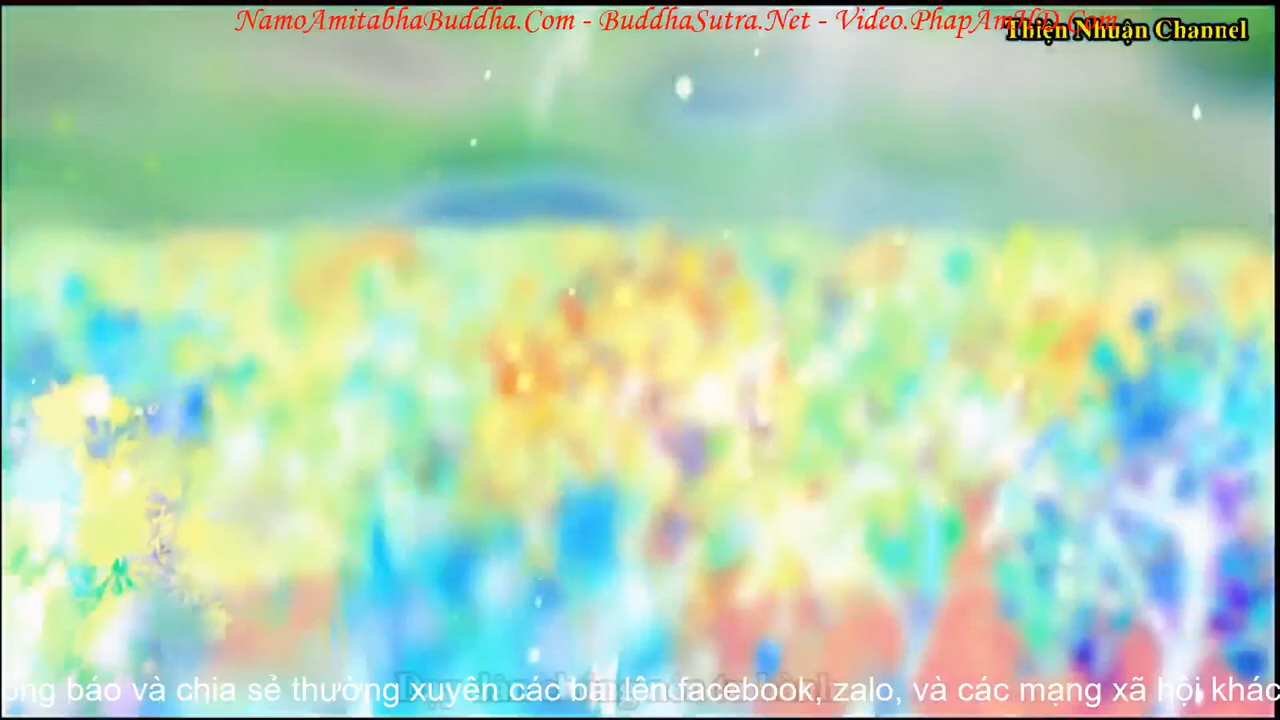 NamoAmitabhaBuddha.Com - BuddhaSutra.Net - Video.PhapAmHD.Com
Thiện Nhuận Channel
ong báo và chia sẻ thường xuyên các bài lên facebook, zalo, và các mạng xã hội khác